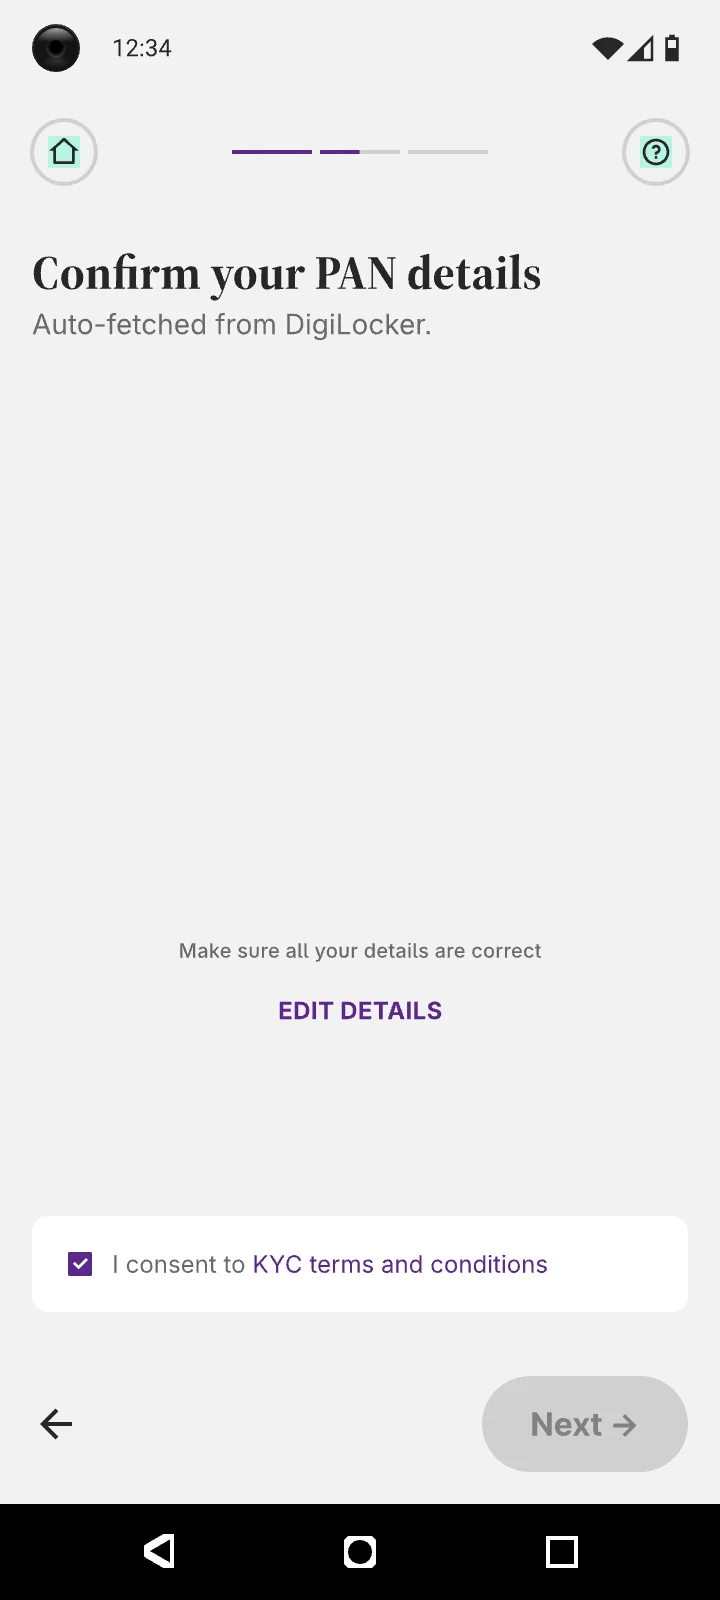 12:34
Confirm your PAN details
Auto-fetched from DigiLocker.
Make sure all your details are correct
EDIT DETAILS
I consent to KYC terms and conditions
Next →